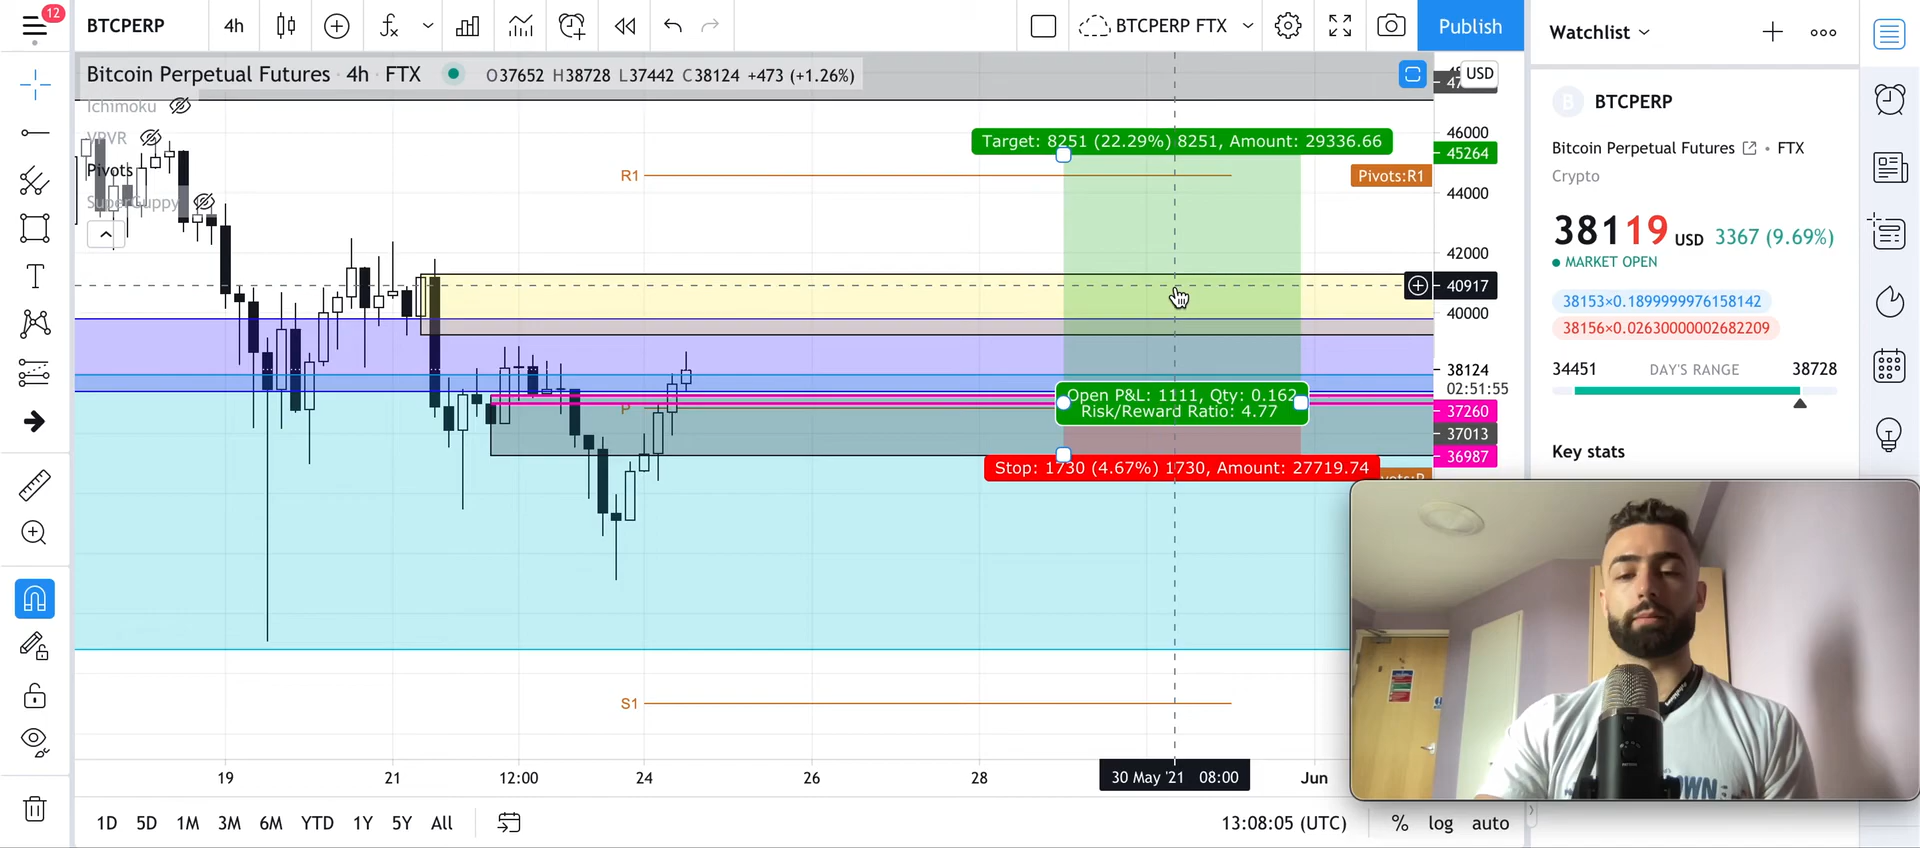 12
BTCPERP
4h
BTCPERP FTX
Publish
Watchlist
Bitcoin Perpetual Futures · 4h · FTX
O37652 H38728 L37442 C38124 +473 (+1.26%)
USD
Ichimoku
VPVR
Pivots
SuperGuppy
BTCPERP
Bitcoin Perpetual Futures • FTX
Crypto
38119 USD 3367 (9.69%)
MARKET OPEN
38153×0.1899999976158142
38156×0.02630000002682209
34451 DAY'S RANGE 38728
Key stats
Target: 8251 (22.29%) 8251, Amount: 29336.66
46000
45264
R1
Pivots:R1
44000
42000
40917
40000
38124
02:51:55
P
Open P&L: 1111, Qty: 0.162
Risk/Reward Ratio: 4.77
37260
37013
36987
Stop: 1730 (4.67%) 1730, Amount: 27719.74
S1
19 21 12:00 24 26 28 30 May '21 08:00 Jun
1D 5D 1M 3M 6M YTD 1Y 5Y All
13:08:05 (UTC) % log auto